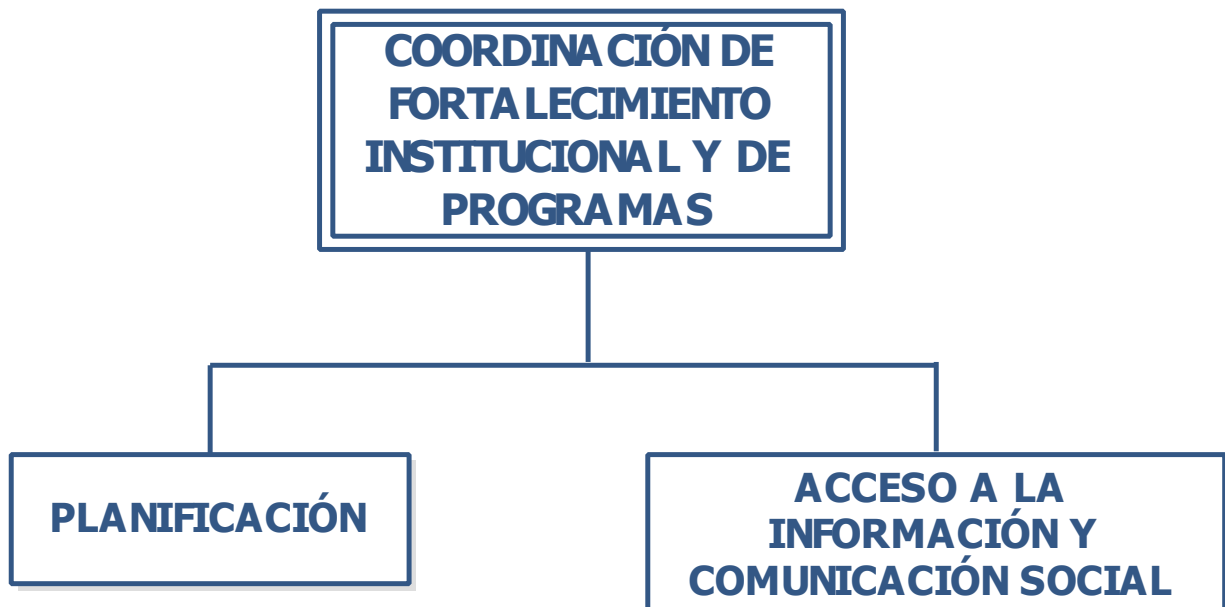 COORDINACIÓN DE
FORTALECIMIENTO
INSTITUCIONAL Y DE
PROGRAMAS
PLANIFICACIÓN
ACCESO A LA
INFORMACIÓN Y
COMUNICACIÓN SOCIAL